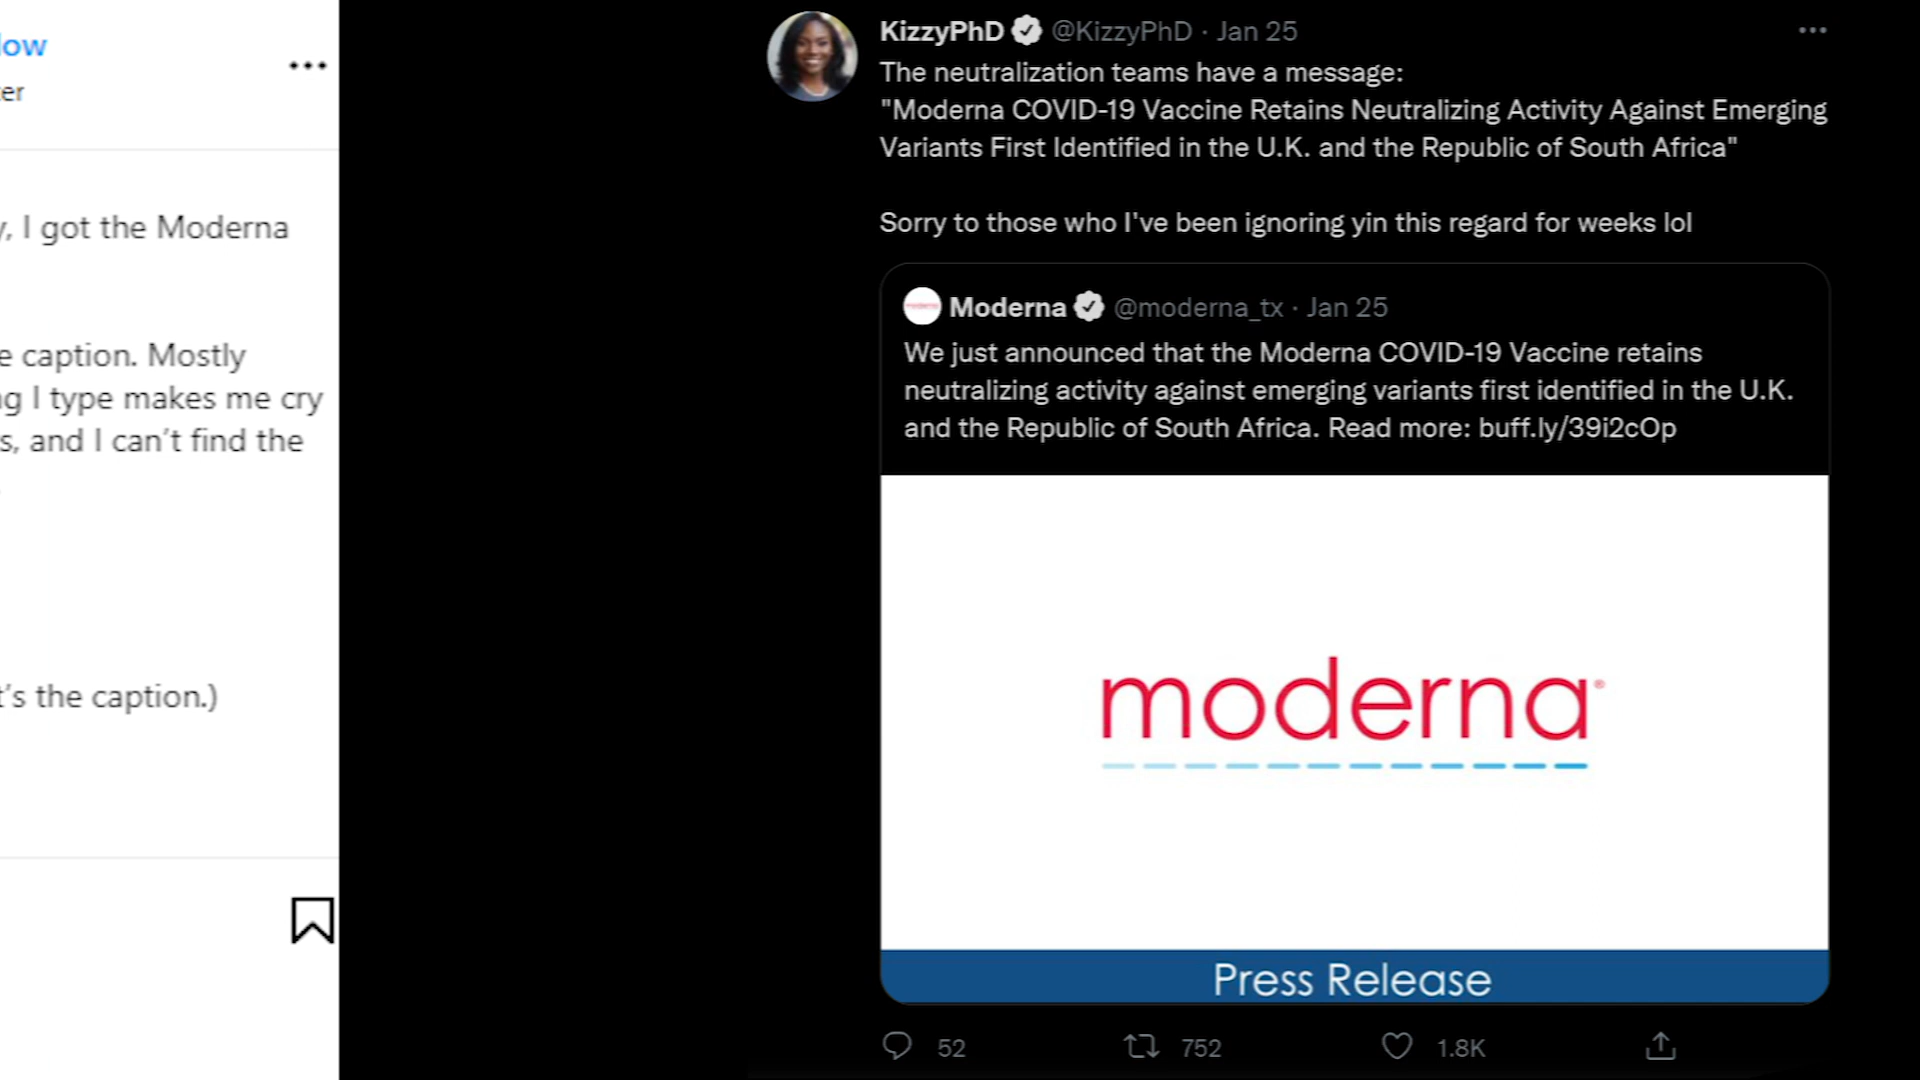 low
er
, I got the Moderna
e caption. Mostly
g I type makes me cry
s, and I can't find the
t's the caption.)
KizzyPhD @KizzyPhD · Jan 25
The neutralization teams have a message:
"Moderna COVID-19 Vaccine Retains Neutralizing Activity Against Emerging
Variants First Identified in the U.K. and the Republic of South Africa"
Sorry to those who I've been ignoring yin this regard for weeks lol
Moderna @moderna_tx · Jan 25
We just announced that the Moderna COVID-19 Vaccine retains
neutralizing activity against emerging variants first identified in the U.K.
and the Republic of South Africa. Read more: buff.ly/39i2cOp
moderna
Press Release
52 752 1.8K